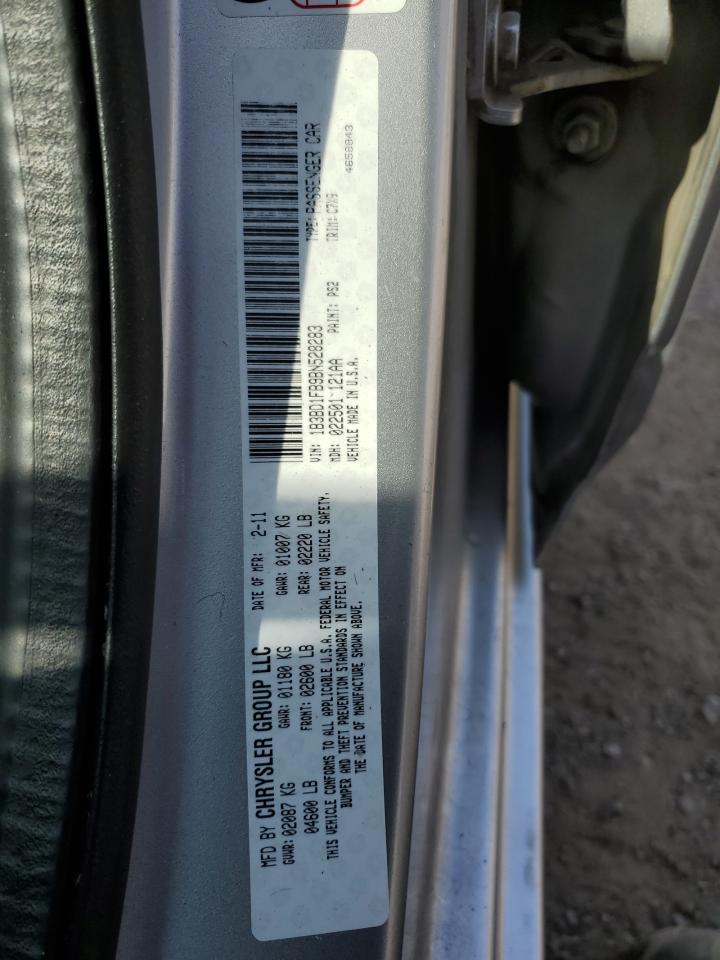 MFD BY CHRYSLER GROUP LLC DATE OF MFR: 2-11
GVWR: 02087 KG GAWR: 01180 KG GAWR: 01007 KG
04600 LB FRONT: 02600 LB REAR: 02220 LB
THIS VEHICLE CONFORMS TO ALL APPLICABLE U.S.A. FEDERAL MOTOR VEHICLE SAFETY,
BUMPER AND THEFT PREVENTION STANDARDS IN EFFECT ON
THE DATE OF MANUFACTURE SHOWN ABOVE.
VIN: 1B3BD1FB9BN528283 TYPE: PASSENGER CAR
MDH: 022501 121AA PAINT: PS2 TRIM: C7X9
VEHICLE MADE IN U.S.A.
4658843